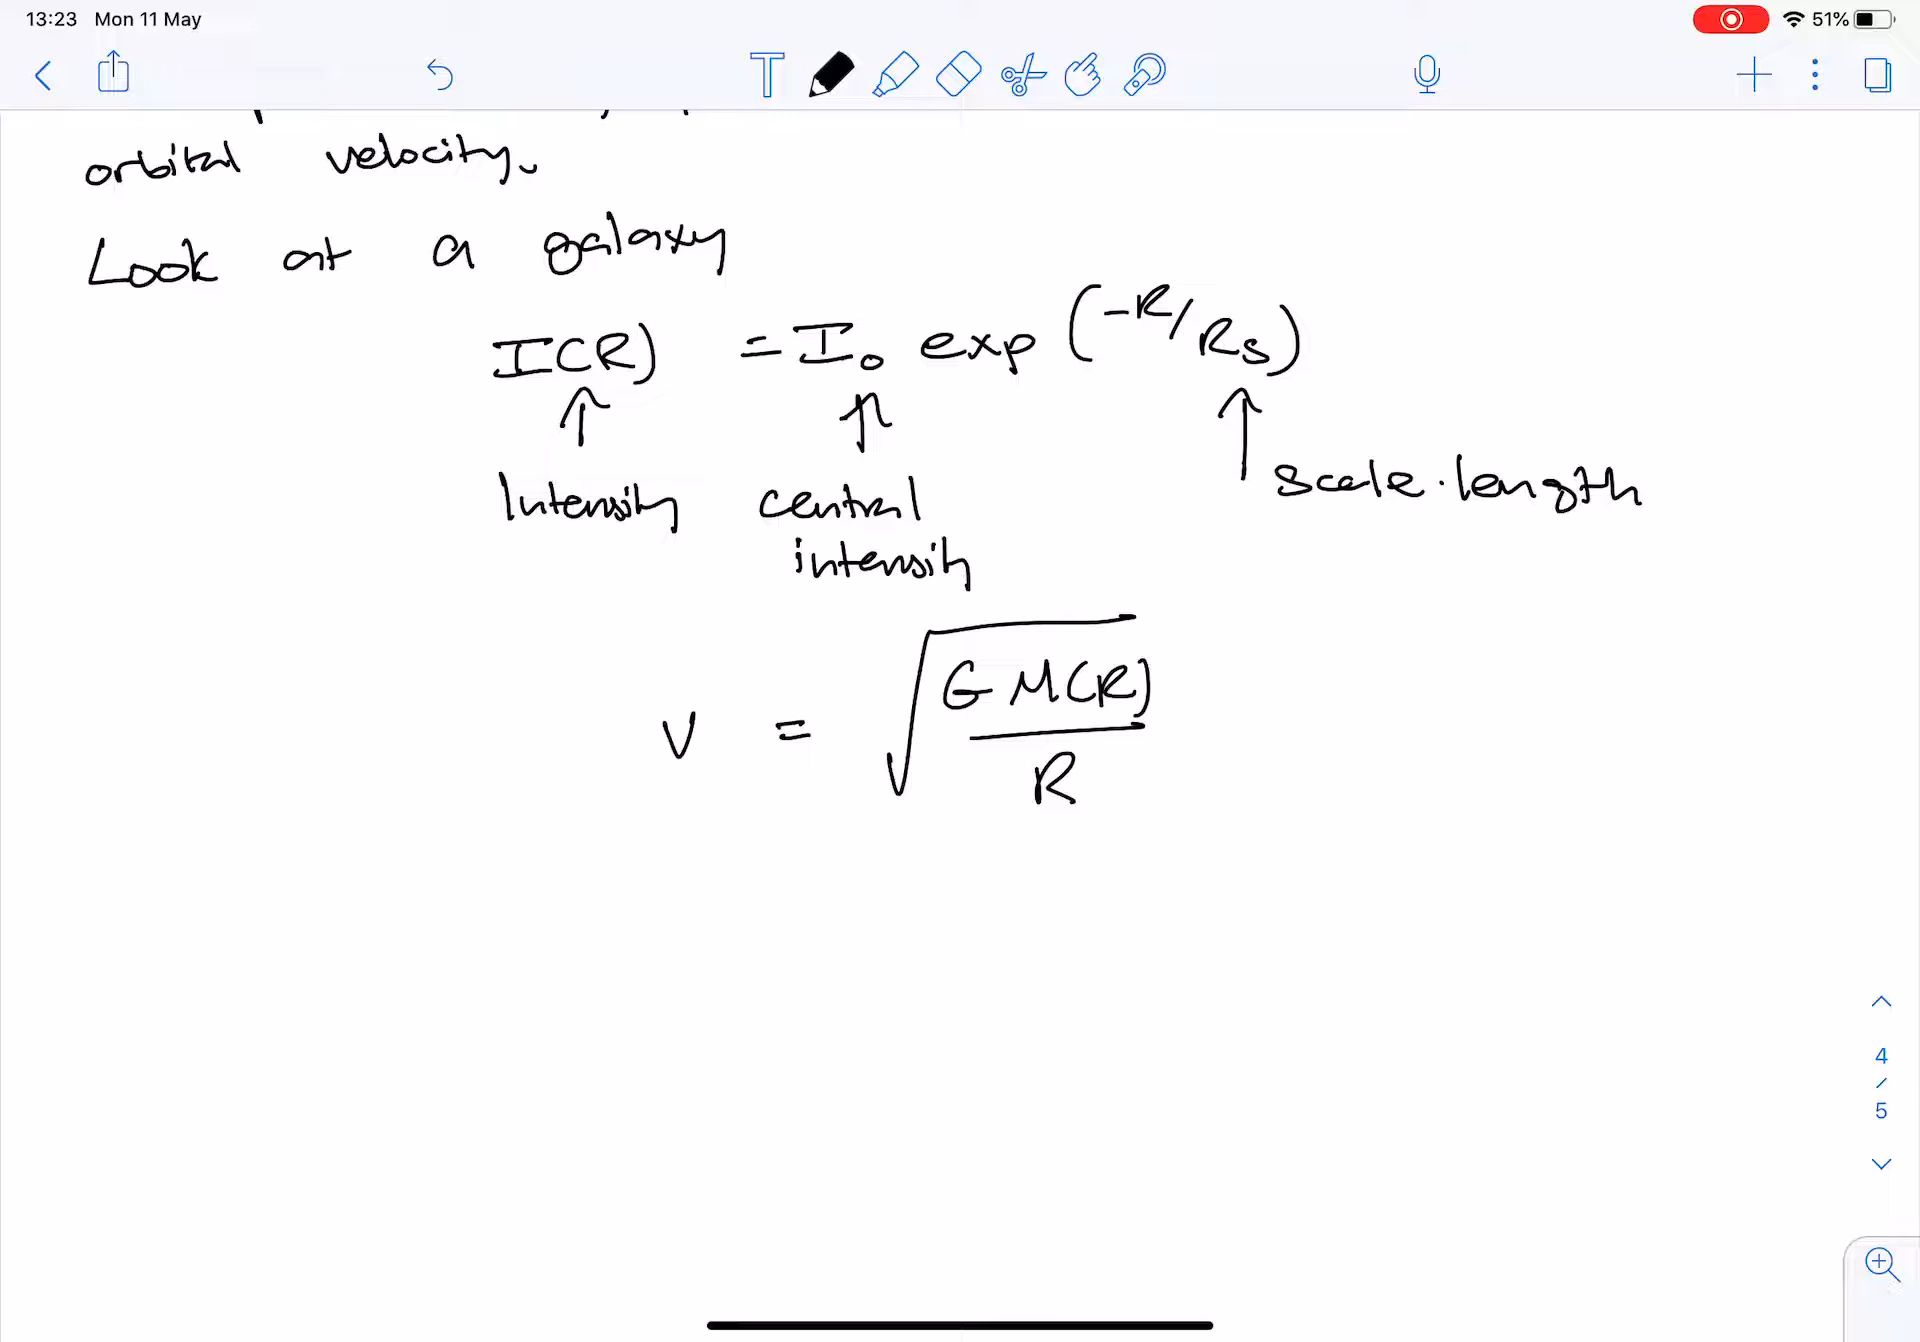 13:23 Mon 11 May
51%
T
orbital velocity.
Look at a galaxy
I(R) = I₀ exp (-R/Rs)
↑ ↑ ↑
Intensity central scale.length
intensity
V = √(G M(R) / R)
4
/
5